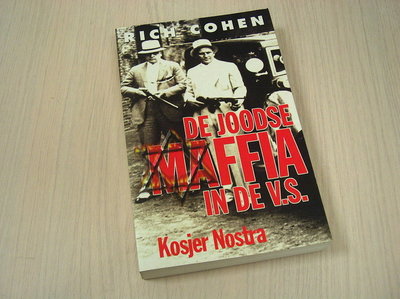 RICH COHEN
DE JOODSE
MAFFIA
IN DE V.S.
Kosjer Nostra